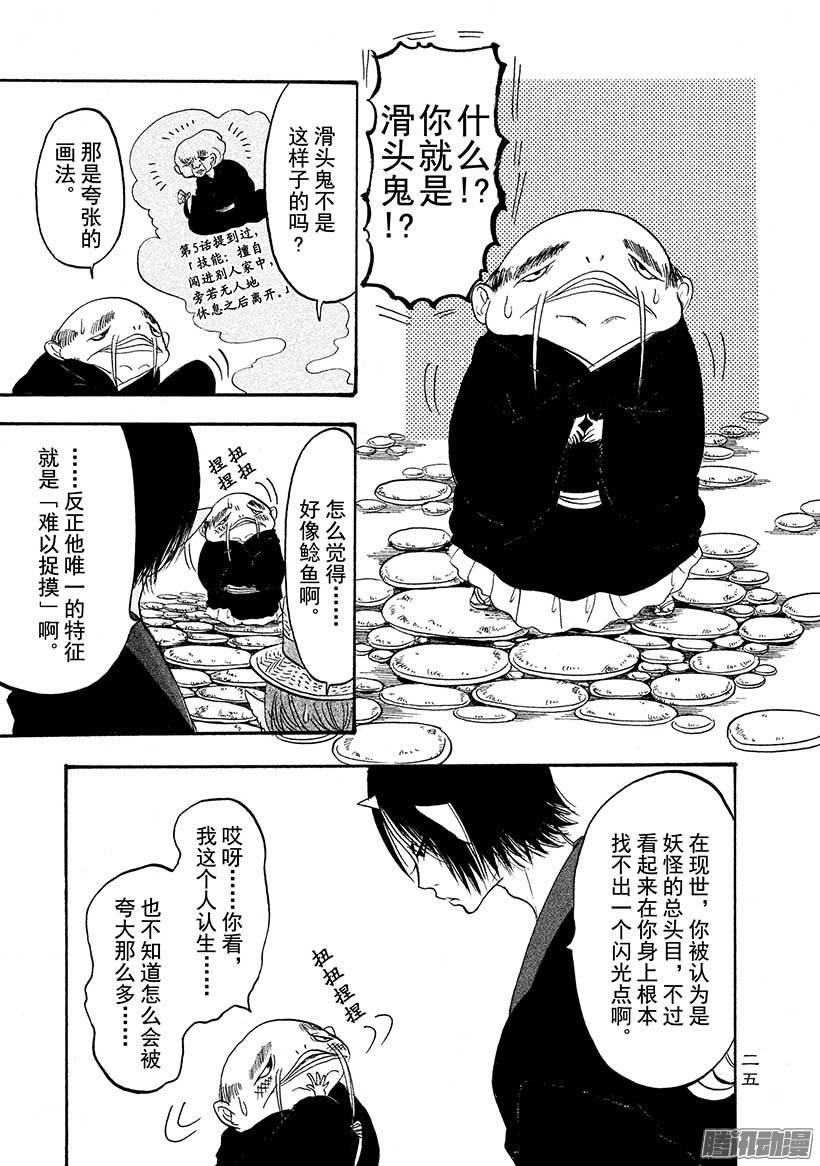 什么!?
你就是
滑头鬼!?
滑头鬼不是
这样子的吗?
第5话提到过,
「技能:擅自
闯进别人家中,
旁若无人地
休息之后离开。」
那是夸张的
画法。
怎么觉得……
好像鲶鱼啊。
扭扭
捏捏
……反正他唯一的特征
就是「难以捉摸」啊。
在现世,你被认为是
妖怪的总头目,不过
看起来在你身上根本
找不出一个闪光点啊。
哎呀……你看,
我这个人认生……
也不知道怎么会被
夸大那么多……
扭扭捏捏
二五
腾讯动漫